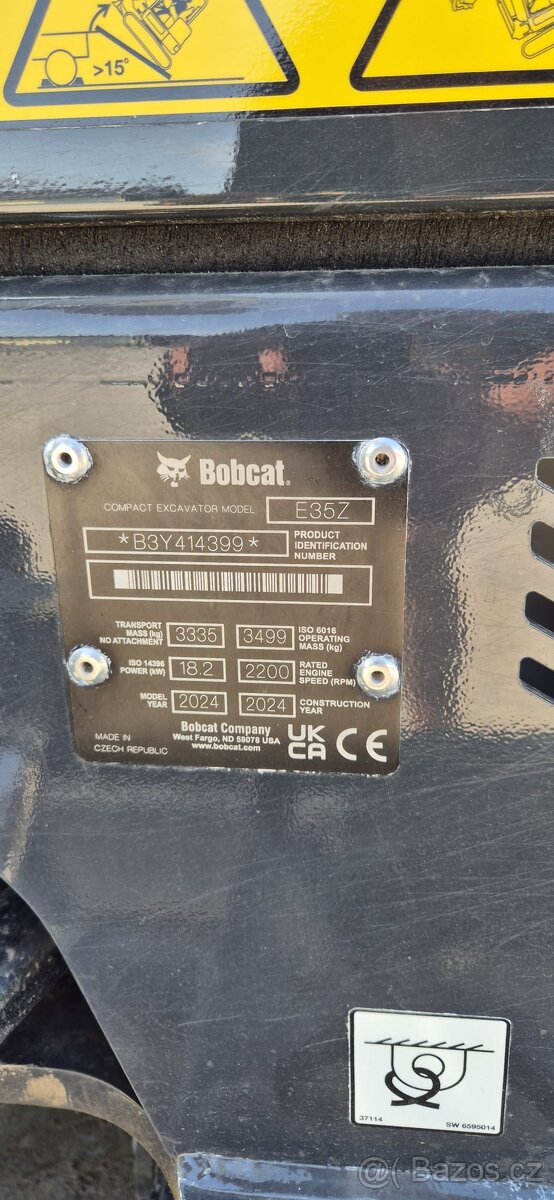 >15°
Bobcat®
COMPACT EXCAVATOR MODEL E35Z
*B3Y414399* PRODUCT IDENTIFICATION NUMBER
TRANSPORT MASS (kg) NO ATTACHMENT 3335 3499 ISO 6016 OPERATING MASS (kg)
ISO 14396 POWER (kW) 18.2 2200 RATED ENGINE SPEED (RPM)
MODEL YEAR 2024 2024 CONSTRUCTION YEAR
Bobcat Company
West Fargo, ND 58078 USA
www.bobcat.com
MADE IN CZECH REPUBLIC
UK CA CE
37114 SW 6595014
@Bazos.cz